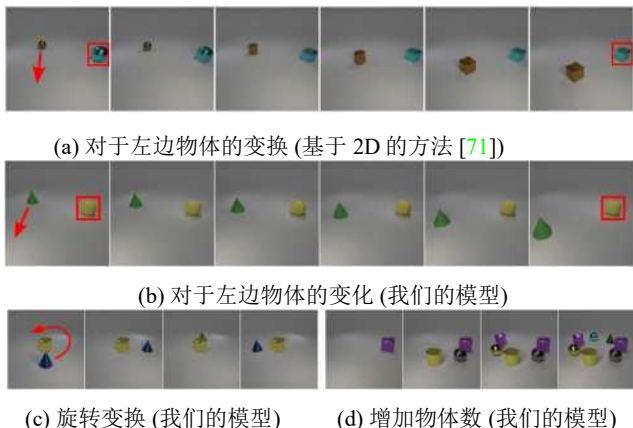 (a) 对于左边物体的变换 (基于 2D 的方法 [71])
(b) 对于左边物体的变化 (我们的模型)
(c) 旋转变换 (我们的模型) (d) 增加物体数 (我们的模型)